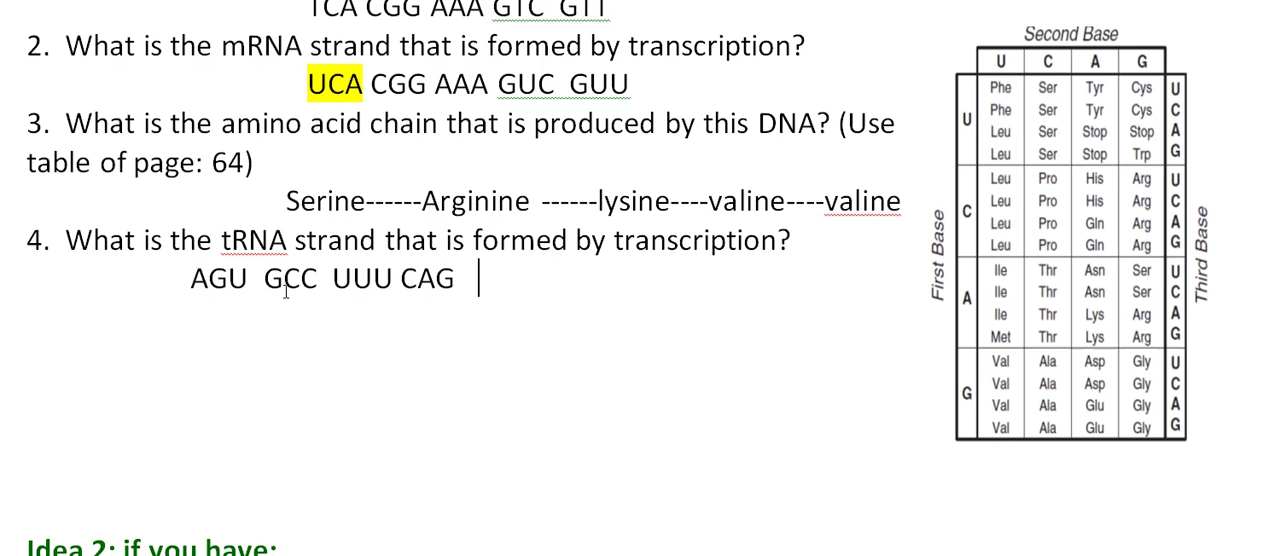 TCA CGG AAA GTC GTT
2. What is the mRNA strand that is formed by transcription?
UCA CGG AAA GUC GUU
3. What is the amino acid chain that is produced by this DNA? (Use
table of page: 64)
Serine------Arginine ------lysine----valine----valine
4. What is the tRNA strand that is formed by transcription?
AGU GCC UUU CAG
Idea 2: if you have:
Second Base
U C A G
First Base
Third Base
U
Phe Ser Tyr Cys U
Phe Ser Tyr Cys C
Leu Ser Stop Stop A
Leu Ser Stop Trp G
C
Leu Pro His Arg U
Leu Pro His Arg C
Leu Pro Gln Arg A
Leu Pro Gln Arg G
A
Ile Thr Asn Ser U
Ile Thr Asn Ser C
Ile Thr Lys Arg A
Met Thr Lys Arg G
G
Val Ala Asp Gly U
Val Ala Asp Gly C
Val Ala Glu Gly A
Val Ala Glu Gly G